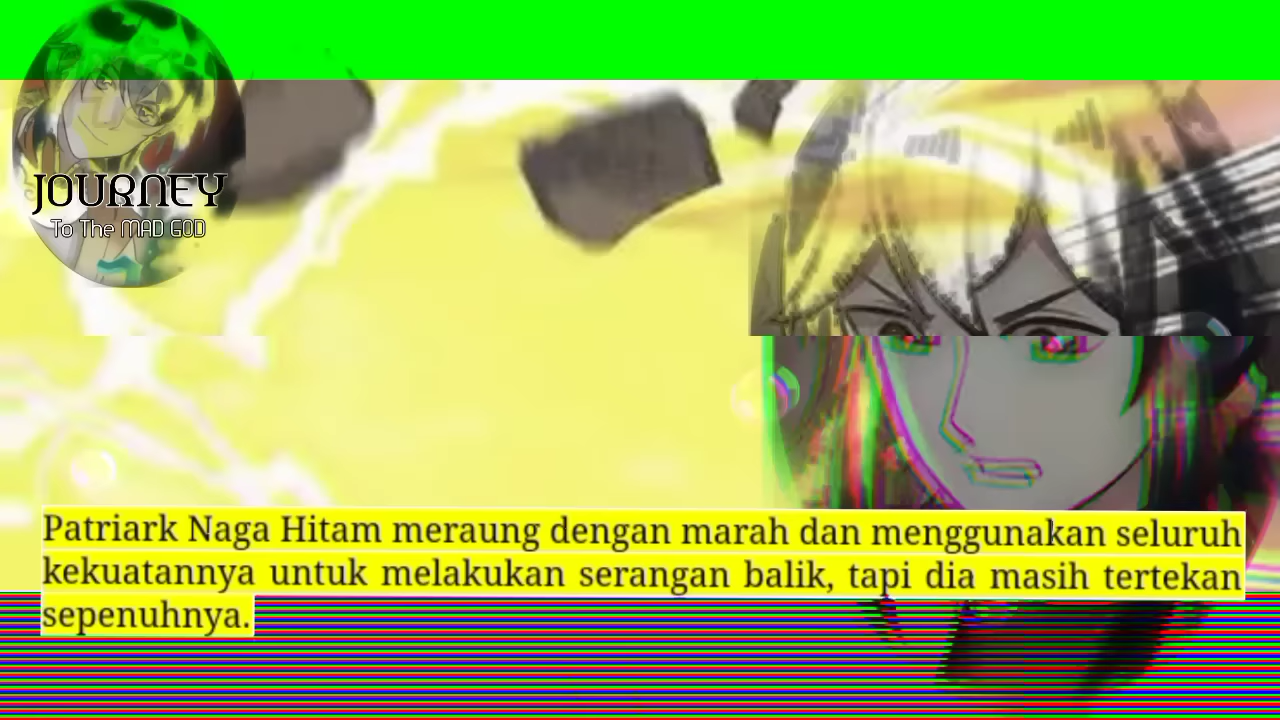 JOURNEY
To The MAD GOD
Patriark Naga Hitam meraung dengan marah dan menggunakan seluruh
kekuatannya untuk melakukan serangan balik, tapi dia masih tertekan
sepenuhnya.